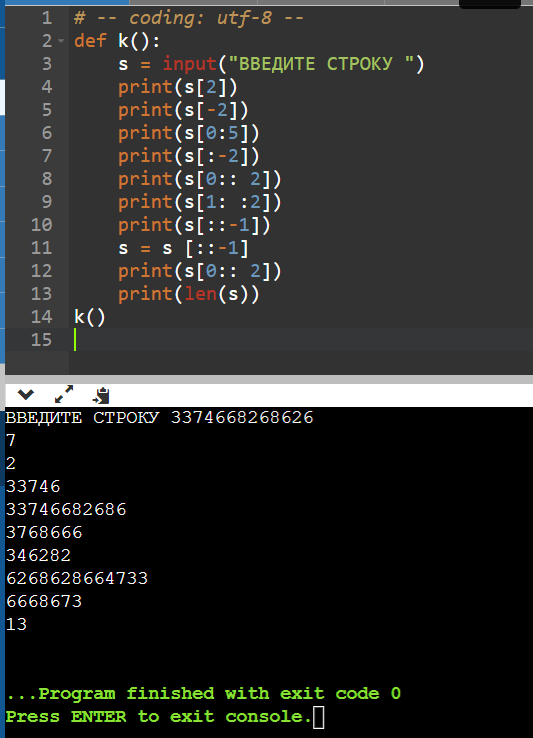 1 # -- coding: utf-8 --
2 def k():
3 s = input("ВВЕДИТЕ СТРОКУ ")
4 print(s[2])
5 print(s[-2])
6 print(s[0:5])
7 print(s[:-2])
8 print(s[0:: 2])
9 print(s[1: :2])
10 print(s[::-1])
11 s = s [::-1]
12 print(s[0:: 2])
13 print(len(s))
14 k()
15
ВВЕДИТЕ СТРОКУ 3374668268626
7
2
33746
33746682686
3768666
346282
6268628664733
6668673
13
...Program finished with exit code 0
Press ENTER to exit console.